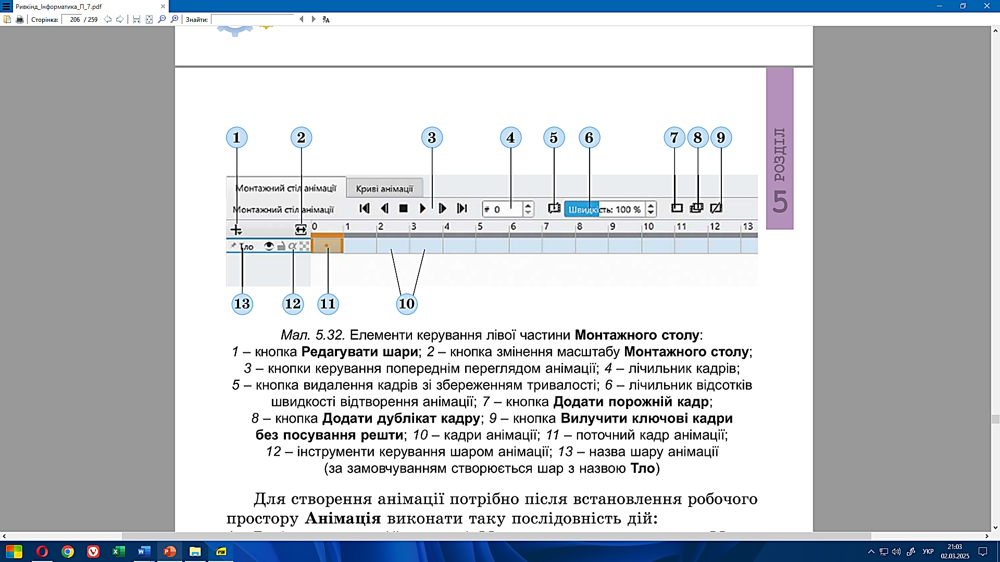 Ривкінд_Інформатика_П_7.pdf
Сторінка: 206 / 259 Знайти:
5 РОЗДІЛ
1 2 3 4 5 6 7 8 9
Монтажний стіл анімації Криві анімації
Монтажний стіл анімації # 0 Швидкість: 100 %
0 1 2 3 4 5 6 7 8 9 10 11 12 13
Тло
13 12 11 10
Мал. 5.32. Елементи керування лівої частини Монтажного столу:
1 – кнопка Редагувати шари; 2 – кнопка змінення масштабу Монтажного столу;
3 – кнопки керування попереднім переглядом анімації; 4 – лічильник кадрів;
5 – кнопка видалення кадрів зі збереженням тривалості; 6 – лічильник відсотків
швидкості відтворення анімації; 7 – кнопка Додати порожній кадр;
8 – кнопка Додати дублікат кадру; 9 – кнопка Вилучити ключові кадри
без посування решти; 10 – кадри анімації; 11 – поточний кадр анімації;
12 – інструменти керування шаром анімації; 13 – назва шару анімації
(за замовчуванням створюється шар з назвою Тло)
Для створення анімації потрібно після встановлення робочого
простору Анімація виконати таку послідовність дій:
УКР 21:03
02.03.2025